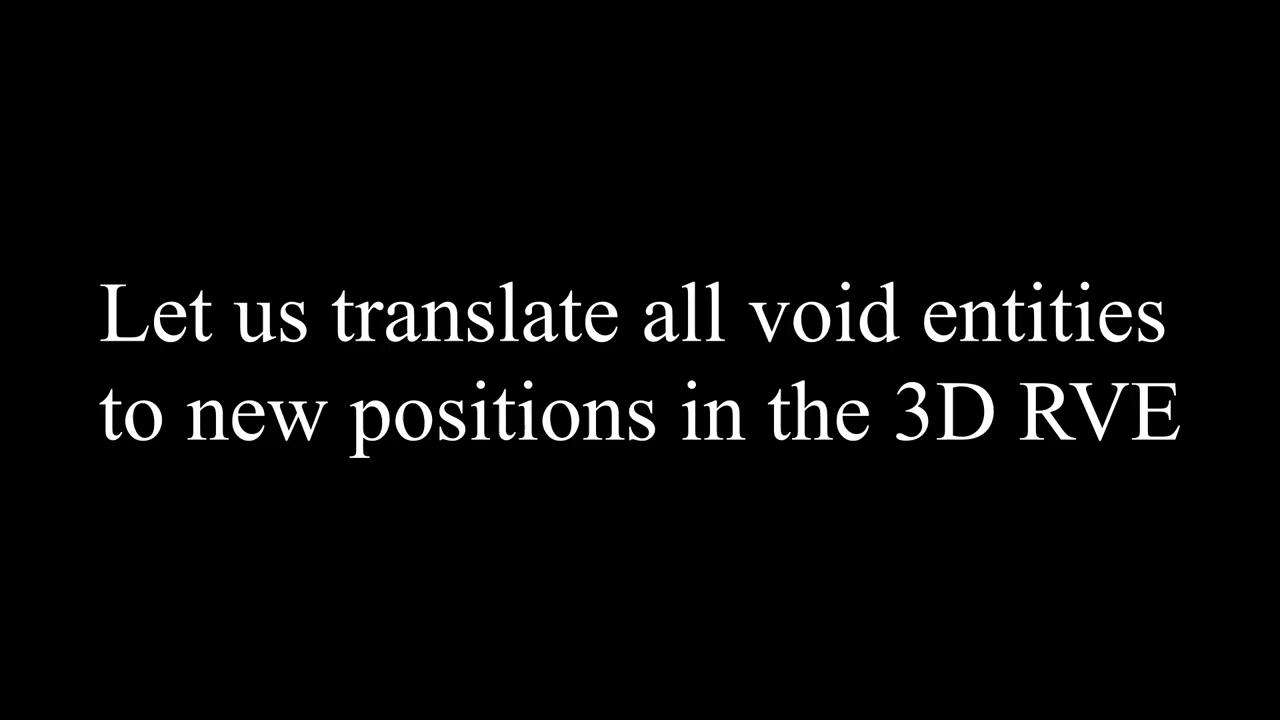 Let us translate all void entities
to new positions in the 3D RVE